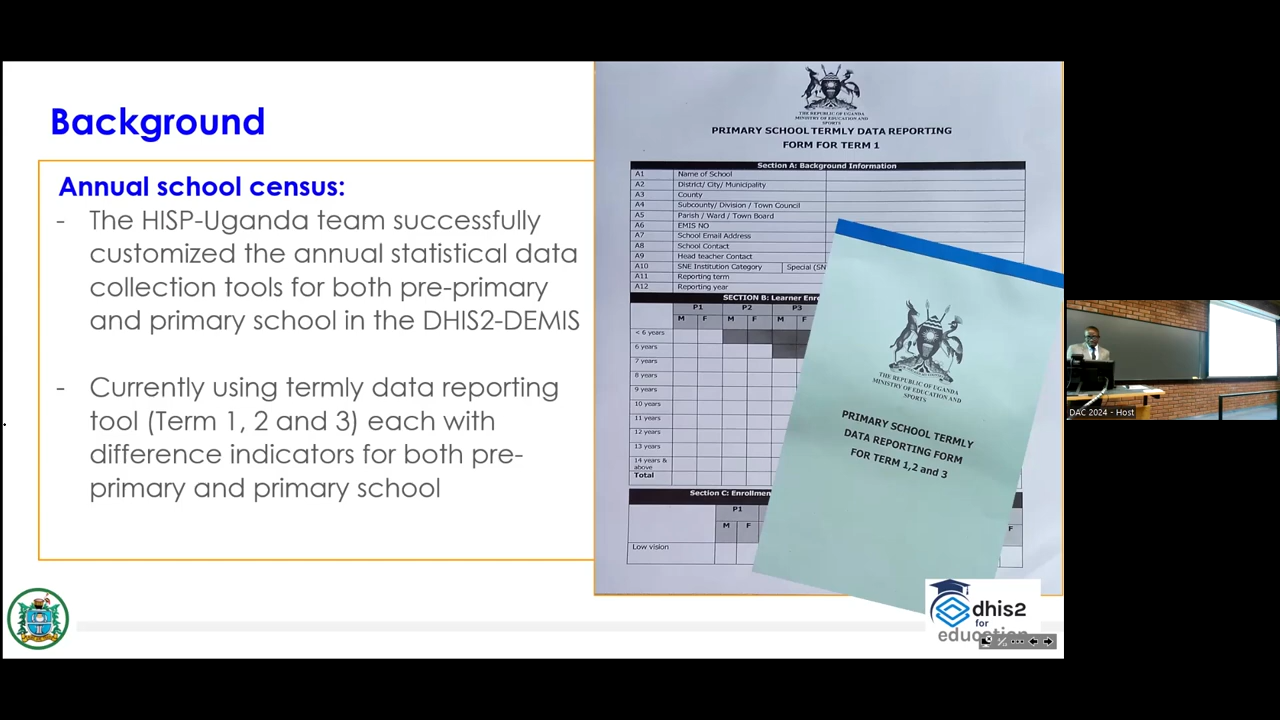 Background
Annual school census:
- The HISP-Uganda team successfully
customized the annual statistical data
collection tools for both pre-primary
and primary school in the DHIS2-DEMIS
- Currently using termly data reporting
tool (Term 1, 2 and 3) each with
difference indicators for both pre-
primary and primary school
THE REPUBLIC OF UGANDA
MINISTRY OF EDUCATION AND
SPORTS
PRIMARY SCHOOL TERMLY DATA REPORTING
FORM FOR TERM 1
Section A: Background Information
A1 Name of School
A2 District/ City/ Municipality
A3 County
A4 Subcounty/ Division / Town Council
A5 Parish / Ward / Town Board
A6 EMIS NO
A7 School Email Address
A8 School Contact
A9 Head teacher Contact
A10 SNE Institution Category Special (SN
A11 Reporting term
A12 Reporting year
SECTION B: Learner Enro
P1 P2 P3
M F M F M F
< 6 years
6 years
7 years
8 years
9 years
10 years
11 years
12 years
13 years
14 years &
above
Total
Section C: Enrollmen
P1
M F F
Low vision
THE REPUBLIC OF UGANDA
MINISTRY OF EDUCATION AND
SPORTS
PRIMARY SCHOOL TERMLY
DATA REPORTING FORM
FOR TERM 1,2 and 3
dhis2
for
education
DAC 2024 - Host